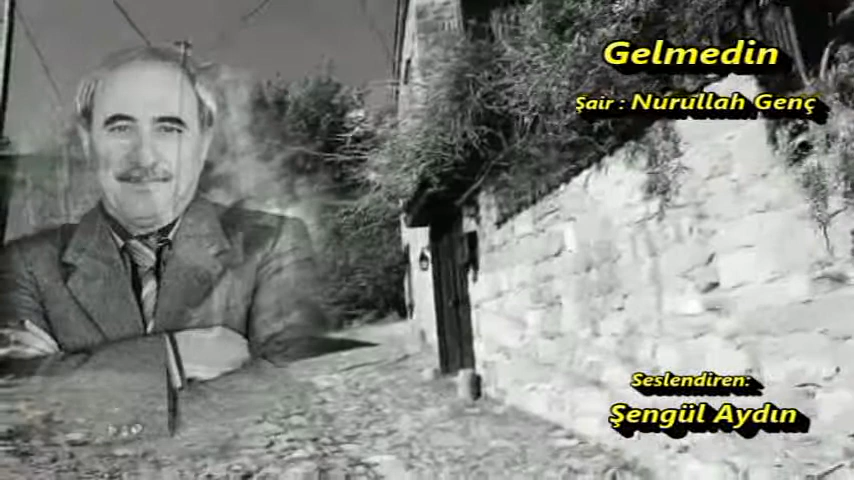 Gelmedin
Şair : Nurullah Genç
Seslendiren:
Şengül Aydın